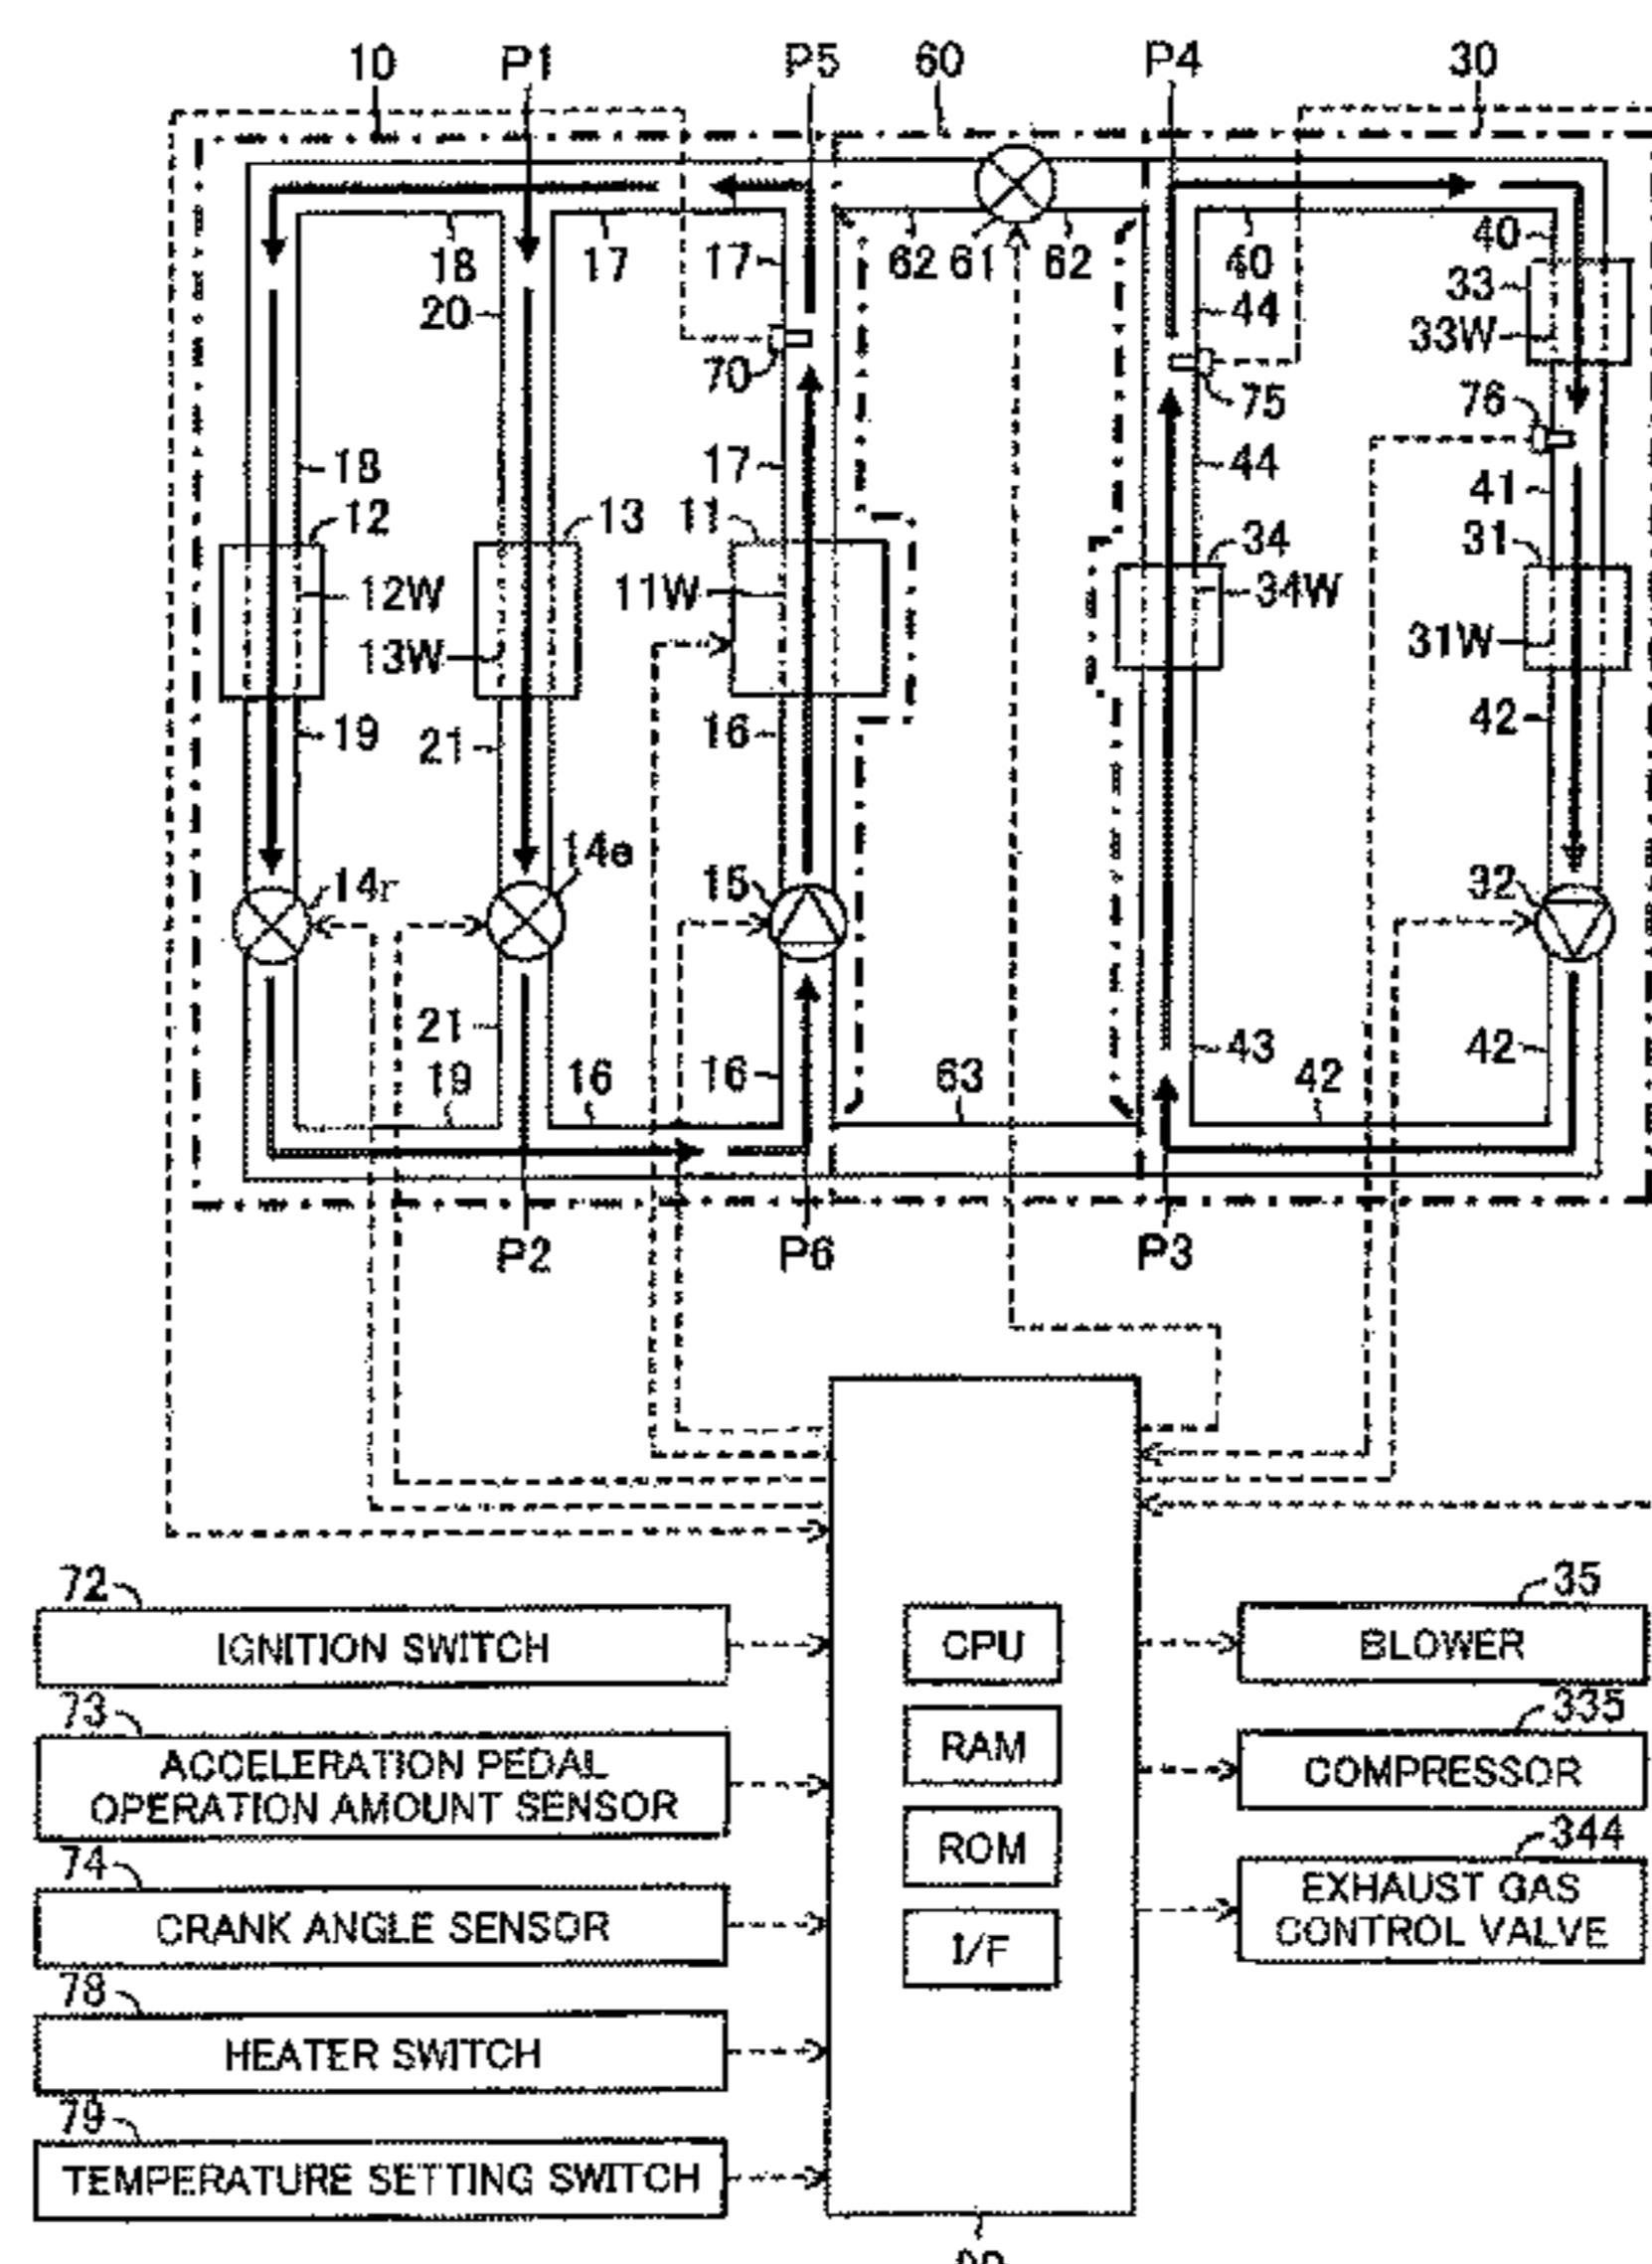 10 P1 P5 60 P4 30
18 17 17 62 61 62 40 40
20 44 33
33W
70 75 76
18 17 44 41
12 13 11 34 31
12W 11W 34W
13W 31W
19 21 16 42
14r 14e 15 32
21 19 16 16 63 43 42 42
P2 P6 P3
72
IGNITION SWITCH
73
ACCELERATION PEDAL
OPERATION AMOUNT SENSOR
74
CRANK ANGLE SENSOR
78
HEATER SWITCH
79
TEMPERATURE SETTING SWITCH
CPU
RAM
ROM
I/F
35
BLOWER
335
COMPRESSOR
344
EXHAUST GAS
CONTROL VALVE